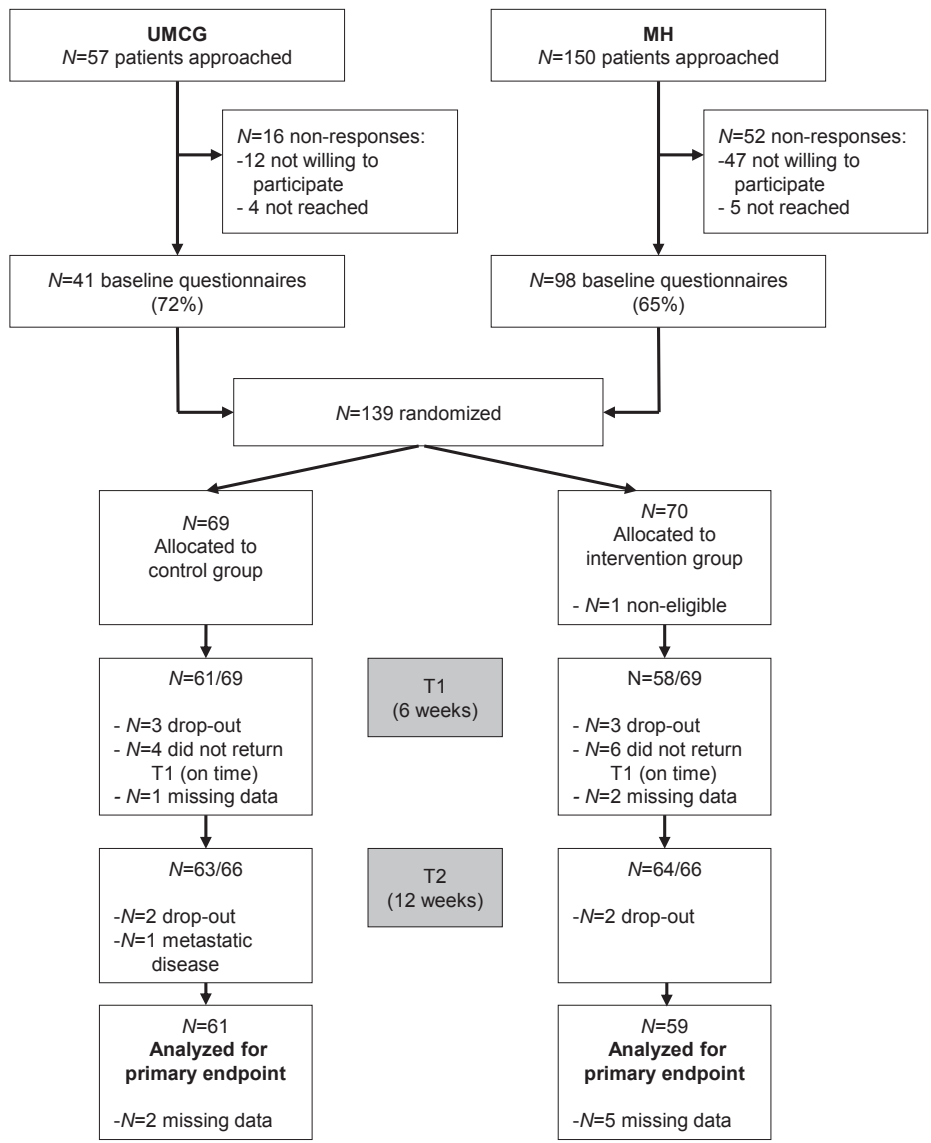 UMCG
N=57 patients approached
MH
N=150 patients approached
N=16 non-responses:
-12 not willing to
participate
- 4 not reached
N=52 non-responses:
-47 not willing to
participate
- 5 not reached
N=41 baseline questionnaires
(72%)
N=98 baseline questionnaires
(65%)
N=139 randomized
N=69
Allocated to
control group
N=70
Allocated to
intervention group
- N=1 non-eligible
N=61/69
- N=3 drop-out
- N=4 did not return
T1 (on time)
- N=1 missing data
T1
(6 weeks)
N=58/69
- N=3 drop-out
- N=6 did not return
T1 (on time)
- N=2 missing data
N=63/66
-N=2 drop-out
-N=1 metastatic
disease
T2
(12 weeks)
N=64/66
-N=2 drop-out
N=61
Analyzed for
primary endpoint
-N=2 missing data
N=59
Analyzed for
primary endpoint
-N=5 missing data